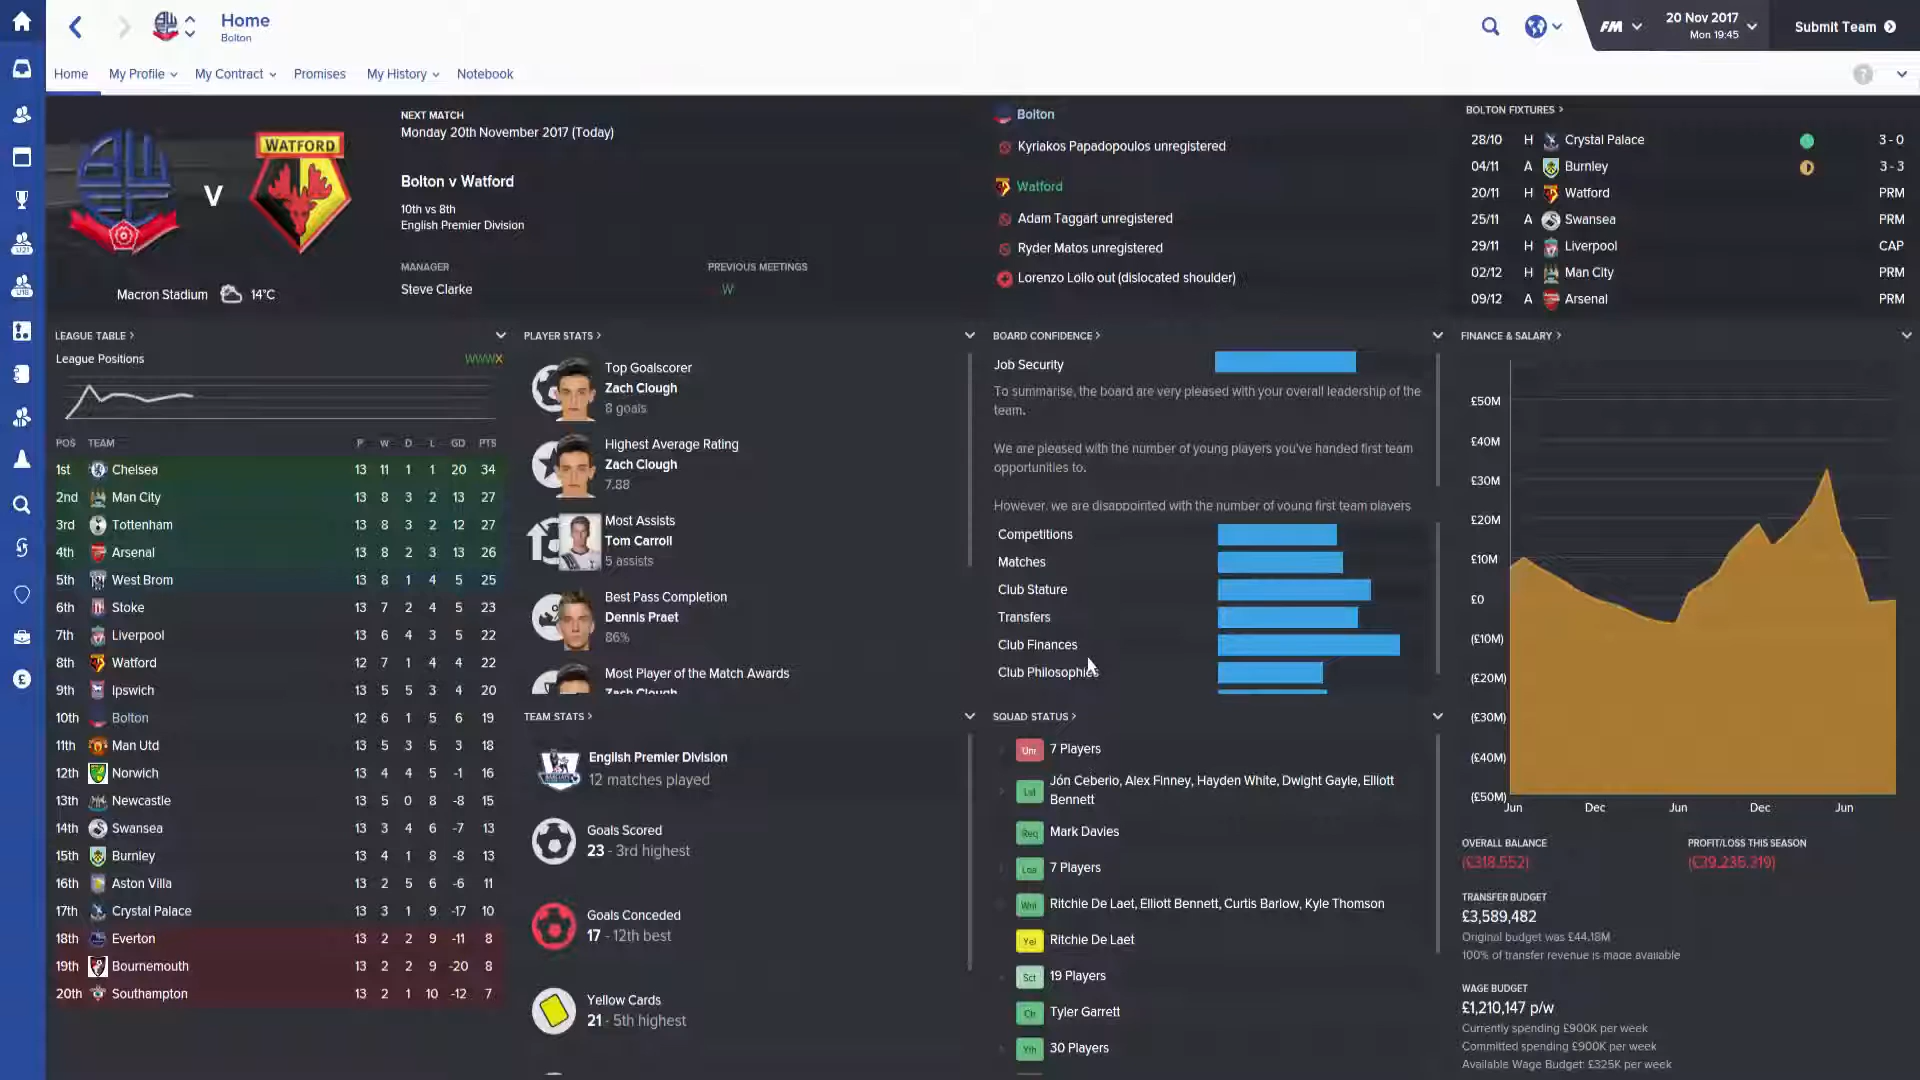 Home
Bolton
FM
20 Nov 2017
Mon 19:45
Submit Team
Home
My Profile
My Contract
Promises
My History
Notebook
WATFORD
V
Macron Stadium
14°C
NEXT MATCH
Monday 20th November 2017 (Today)
Bolton v Watford
10th vs 8th
English Premier Division
MANAGER
Steve Clarke
PREVIOUS MEETINGS
W
Bolton
Kyriakos Papadopoulos unregistered
Watford
Adam Taggart unregistered
Ryder Matos unregistered
Lorenzo Lollo out (dislocated shoulder)
BOLTON FIXTURES >
28/10 H Crystal Palace 3 - 0
04/11 A Burnley 3 - 3
20/11 H Watford PRM
25/11 A Swansea PRM
29/11 H Liverpool CAP
02/12 H Man City PRM
09/12 A Arsenal PRM
LEAGUE TABLE >
League Positions
WWWX
POS TEAM P W D L GD PTS
1st Chelsea 13 11 1 1 20 34
2nd Man City 13 8 3 2 13 27
3rd Tottenham 13 8 3 2 12 27
4th Arsenal 13 8 2 3 13 26
5th West Brom 13 8 1 4 5 25
6th Stoke 13 7 2 4 5 23
7th Liverpool 13 6 4 3 5 22
8th Watford 12 7 1 4 4 22
9th Ipswich 13 5 5 3 4 20
10th Bolton 12 6 1 5 6 19
11th Man Utd 13 5 3 5 3 18
12th Norwich 13 4 4 5 -1 16
13th Newcastle 13 5 0 8 -8 15
14th Swansea 13 3 4 6 -7 13
15th Burnley 13 4 1 8 -8 13
16th Aston Villa 13 2 5 6 -6 11
17th Crystal Palace 13 3 1 9 -17 10
18th Everton 13 2 2 9 -11 8
19th Bournemouth 13 2 2 9 -20 8
20th Southampton 13 2 1 10 -12 7
PLAYER STATS >
Top Goalscorer
Zach Clough
8 goals
Highest Average Rating
Zach Clough
7.88
Most Assists
Tom Carroll
5 assists
Best Pass Completion
Dennis Praet
86%
Most Player of the Match Awards
Zach Clough
TEAM STATS >
English Premier Division
12 matches played
Goals Scored
23 - 3rd highest
Goals Conceded
17 - 12th best
Yellow Cards
21 - 5th highest
BOARD CONFIDENCE >
Job Security
To summarise, the board are very pleased with your overall leadership of the
team.
We are pleased with the number of young players you've handed first team
opportunities to.
However, we are disappointed with the number of young first team players
Competitions
Matches
Club Stature
Transfers
Club Finances
Club Philosophies
SQUAD STATUS >
Unr 7 Players
Lst Jón Ceberio, Alex Finney, Hayden White, Dwight Gayle, Elliott
Bennett
Req Mark Davies
Loa 7 Players
Wnt Ritchie De Laet, Elliott Bennett, Curtis Barlow, Kyle Thomson
Yel Ritchie De Laet
Sct 19 Players
Tyler Garrett
Yth 30 Players
FINANCE & SALARY >
£50M
£40M
£30M
£20M
£10M
£0
(£10M)
(£20M)
(£30M)
(£40M)
(£50M)
Jun Dec Jun Dec Jun
OVERALL BALANCE
(£318,552)
PROFIT/LOSS THIS SEASON
(£39,235,319)
TRANSFER BUDGET
£3,589,482
Original budget was £44.18M
100% of transfer revenue is made available
WAGE BUDGET
£1,210,147 p/w
Currently spending £900K per week
Committed spending £900K per week
Available Wage Budget: £325K per week